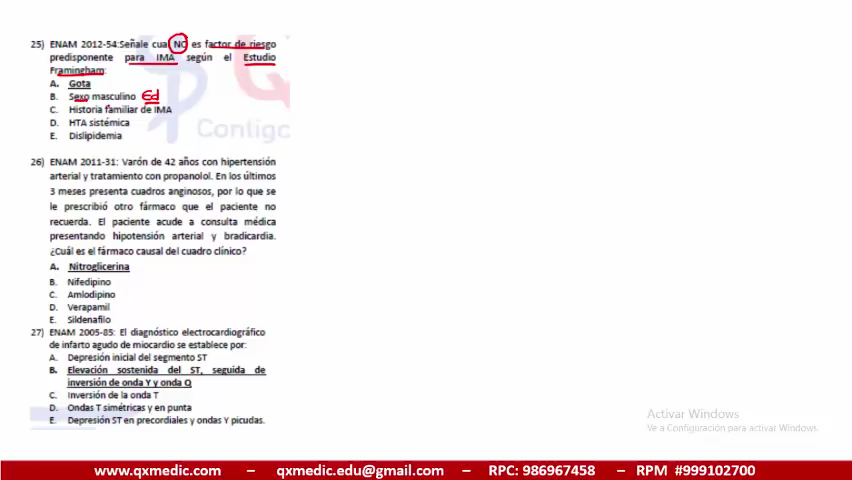 25) ENAM 2012-54:Señale cual NO es factor de riesgo
predisponente para IMA según el Estudio
Framingham:
A. Gota
B. Sexo masculino Ed
C. Historia familiar de IMA
D. HTA sistémica
E. Dislipidemia
26) ENAM 2011-31: Varón de 42 años con hipertensión
arterial y tratamiento con propanolol. En los últimos
3 meses presenta cuadros anginosos, por lo que se
le prescribió otro fármaco que el paciente no
recuerda. El paciente acude a consulta médica
presentando hipotensión arterial y bradicardia.
¿Cuál es el fármaco causal del cuadro clínico?
A. Nitroglicerina
B. Nifedipino
C. Amlodipino
D. Verapamil
E. Sildenafilo
27) ENAM 2005-85: El diagnóstico electrocardiográfico
de infarto agudo de miocardio se establece por:
A. Depresión inicial del segmento ST
B. Elevación sostenida del ST, seguida de
inversión de onda Y y onda Q
C. Inversión de la onda T
D. Ondas T simétricas y en punta
E. Depresión ST en precordiales y ondas Y picudas.
Activar Windows
Ve a Configuración para activar Windows.
www.qxmedic.com – qxmedic.edu@gmail.com – RPC: 986967458 – RPM #999102700